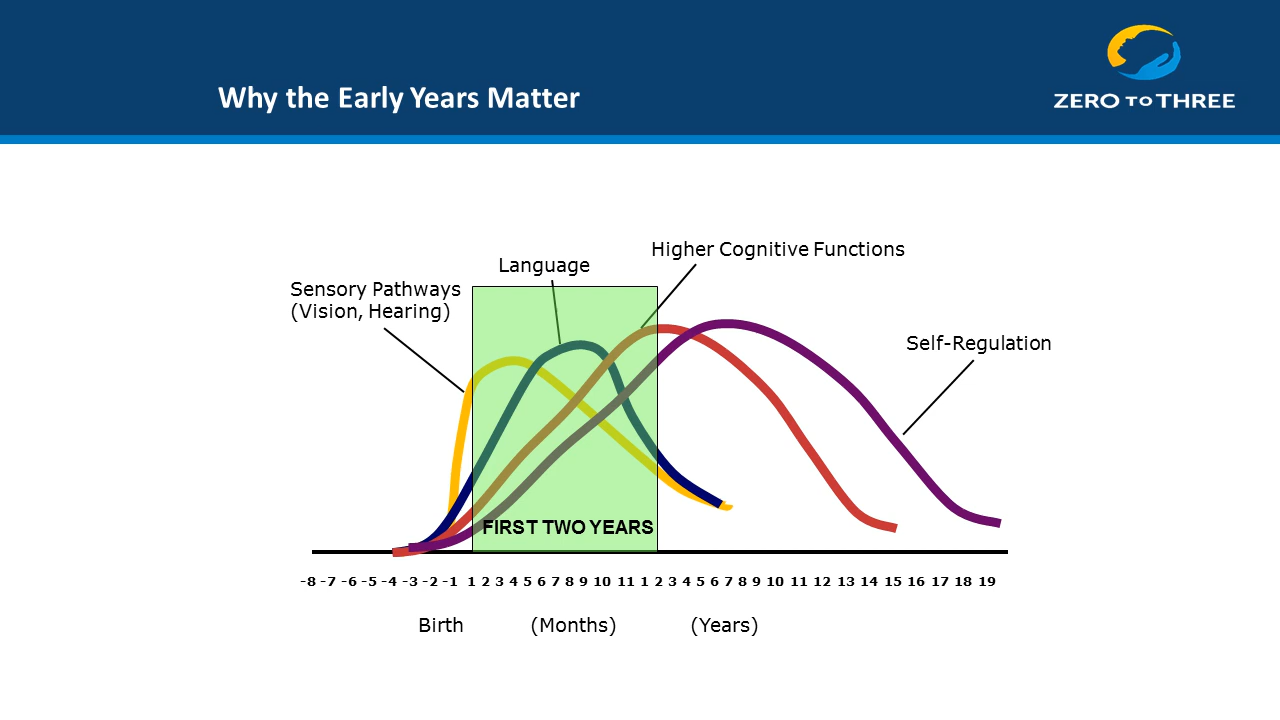 Why the Early Years Matter
ZERO TO THREE
Higher Cognitive Functions
Language
Sensory Pathways
(Vision, Hearing)
Self-Regulation
FIRST TWO YEARS
-8 -7 -6 -5 -4 -3 -2 -1 1 2 3 4 5 6 7 8 9 10 11 1 2 3 4 5 6 7 8 9 10 11 12 13 14 15 16 17 18 19
Birth (Months) (Years)